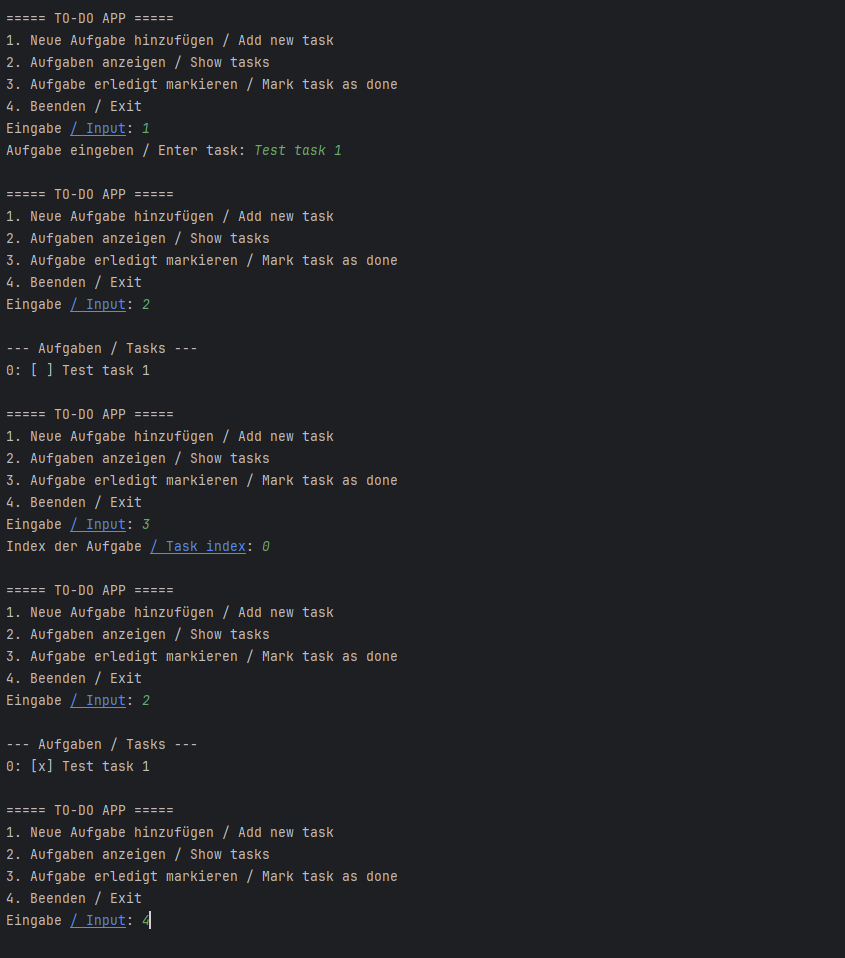 ===== TO-DO APP =====
1. Neue Aufgabe hinzufügen / Add new task
2. Aufgaben anzeigen / Show tasks
3. Aufgabe erledigt markieren / Mark task as done
4. Beenden / Exit
Eingabe / Input: 1
Aufgabe eingeben / Enter task: Test task 1

===== TO-DO APP =====
1. Neue Aufgabe hinzufügen / Add new task
2. Aufgaben anzeigen / Show tasks
3. Aufgabe erledigt markieren / Mark task as done
4. Beenden / Exit
Eingabe / Input: 2

--- Aufgaben / Tasks ---
0: [ ] Test task 1

===== TO-DO APP =====
1. Neue Aufgabe hinzufügen / Add new task
2. Aufgaben anzeigen / Show tasks
3. Aufgabe erledigt markieren / Mark task as done
4. Beenden / Exit
Eingabe / Input: 3
Index der Aufgabe / Task index: 0

===== TO-DO APP =====
1. Neue Aufgabe hinzufügen / Add new task
2. Aufgaben anzeigen / Show tasks
3. Aufgabe erledigt markieren / Mark task as done
4. Beenden / Exit
Eingabe / Input: 2

--- Aufgaben / Tasks ---
0: [x] Test task 1

===== TO-DO APP =====
1. Neue Aufgabe hinzufügen / Add new task
2. Aufgaben anzeigen / Show tasks
3. Aufgabe erledigt markieren / Mark task as done
4. Beenden / Exit
Eingabe / Input: 4